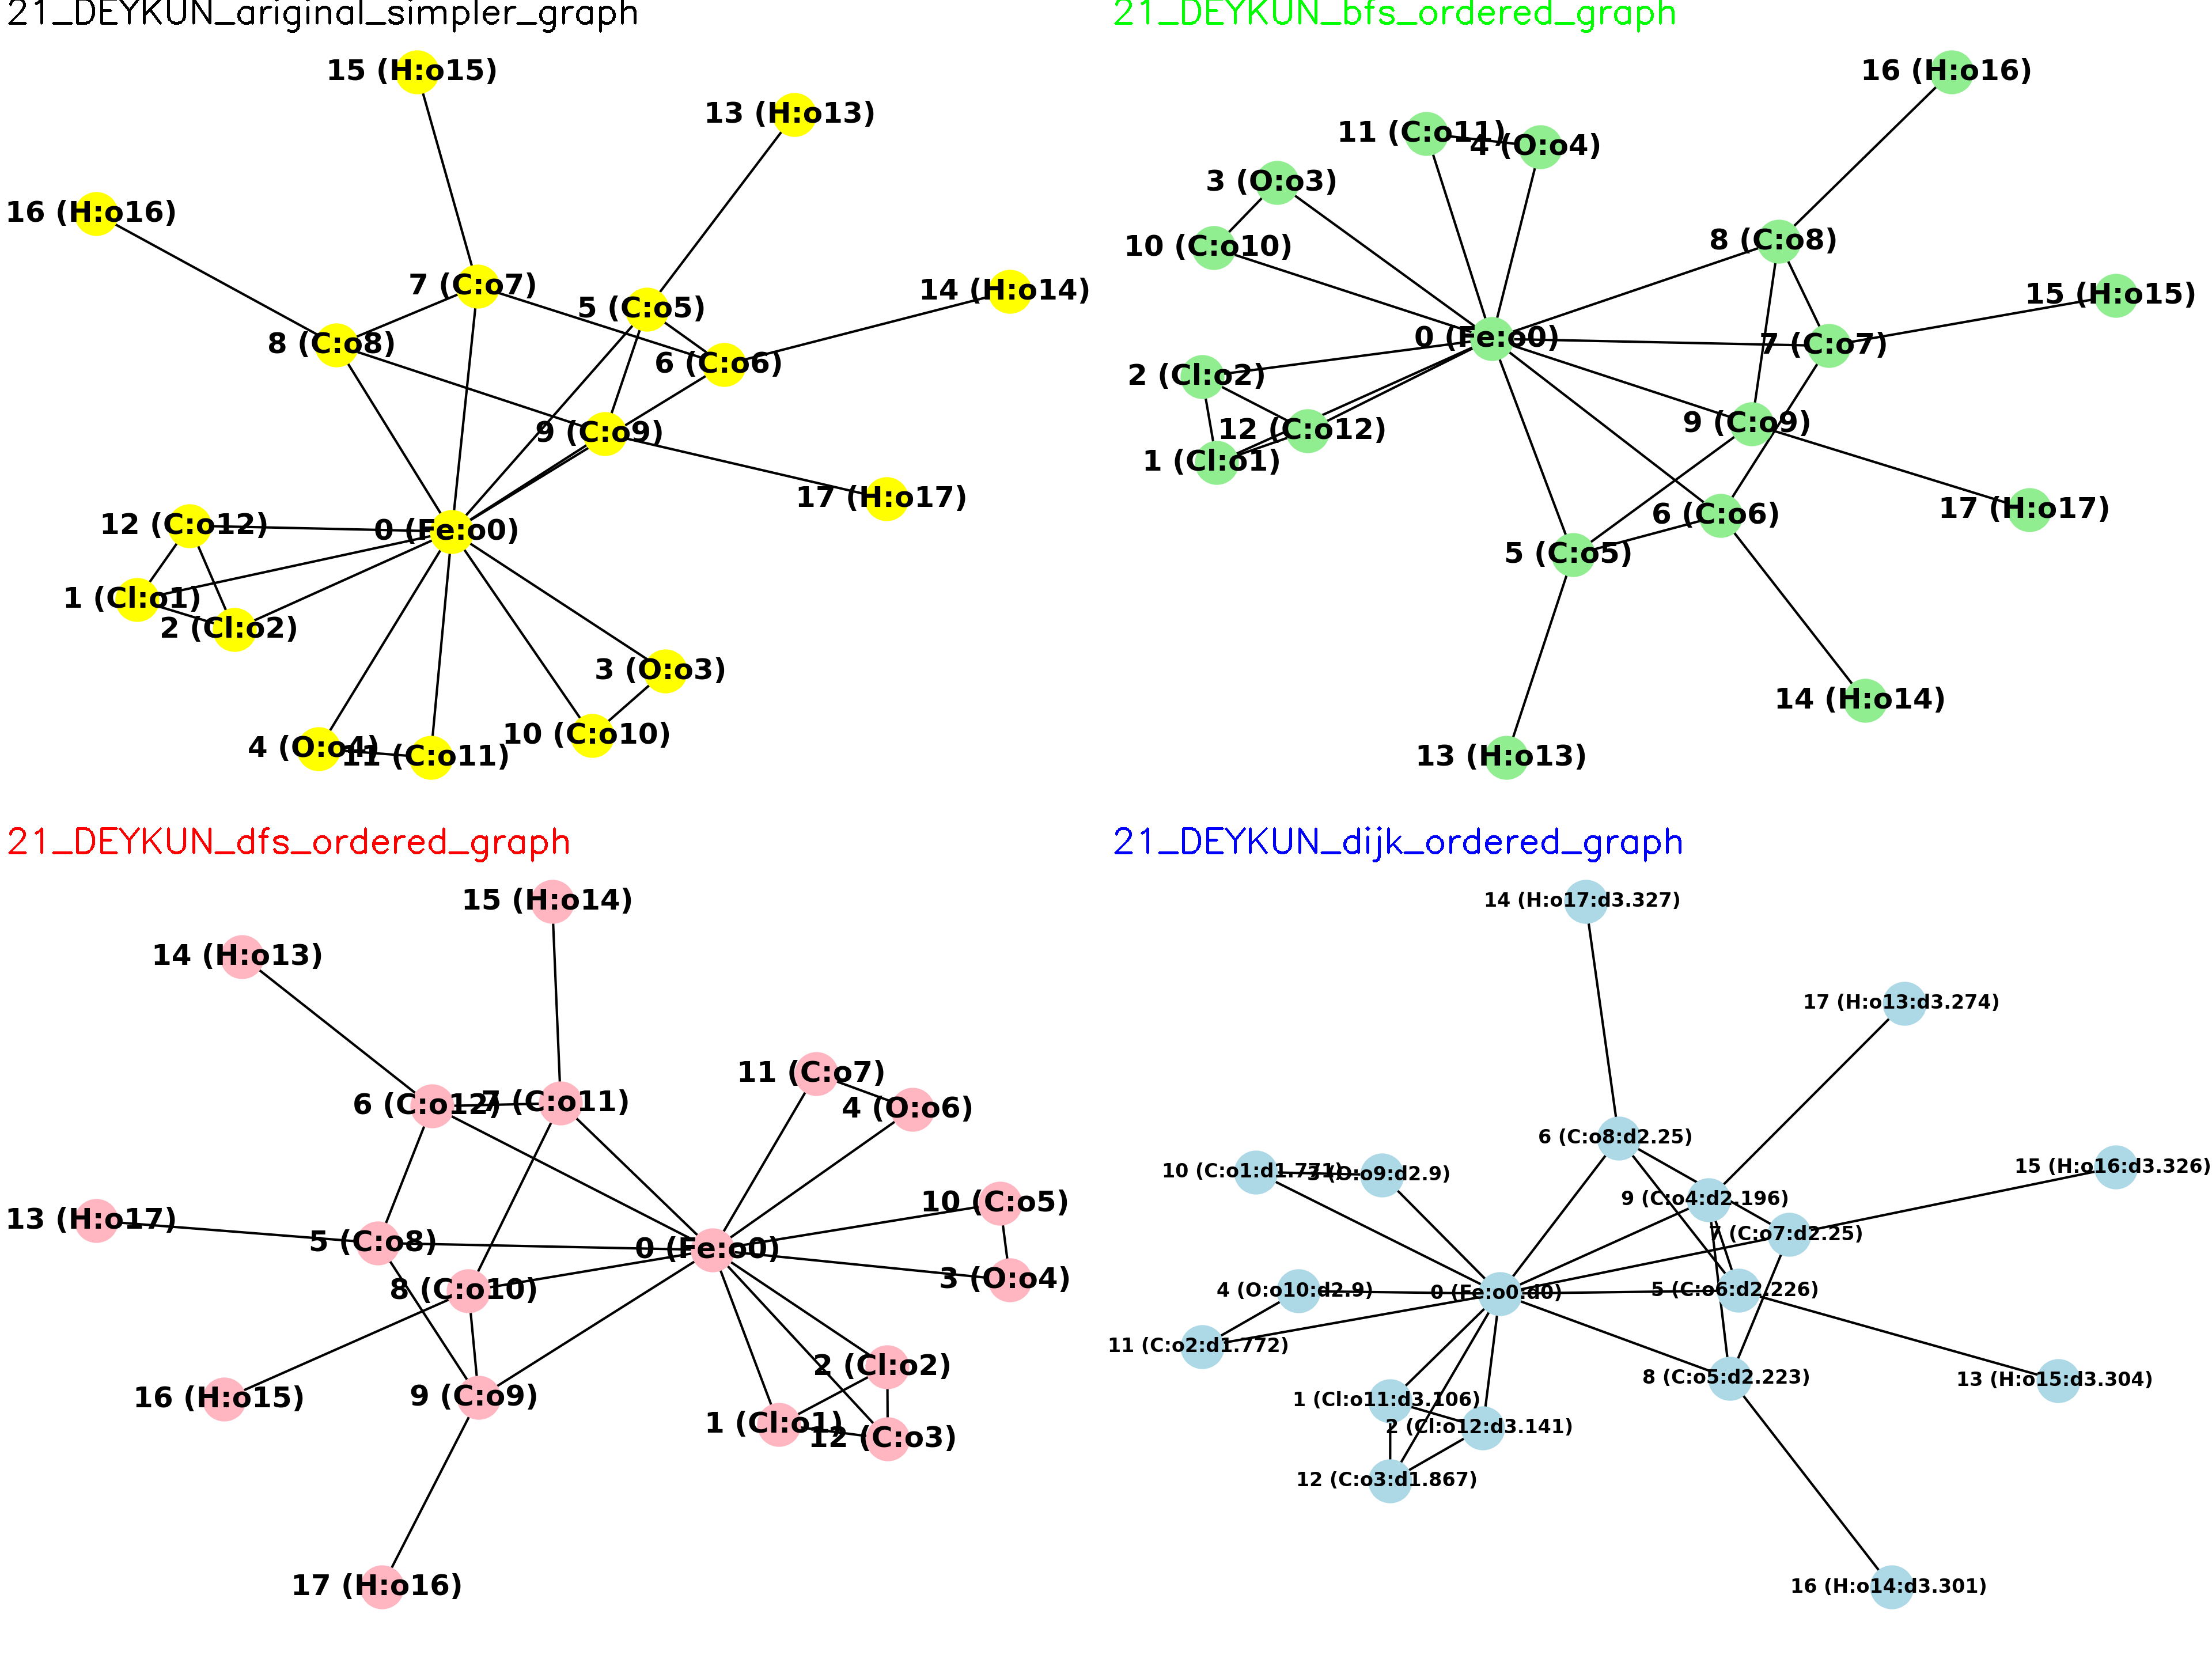 21_DEYKUN_ariginal_simpler_graph
15 (H:o15)
13 (H:o13)
16 (H:o16)
7 (C:o7)
5 (C:o5)
14 (H:o14)
8 (C:o8)
6 (C:o6)
9 (C:o9)
17 (H:o17)
12 (C:o12)
0 (Fe:o0)
1 (Cl:o1)
2 (Cl:o2)
3 (O:o3)
10 (C:o10)
4 (O:o4)
11 (C:o11)
21_DEYKUN_bfs_ordered_graph
16 (H:o16)
11 (C:o11)
4 (O:o4)
3 (O:o3)
10 (C:o10)
8 (C:o8)
15 (H:o15)
0 (Fe:o0)
7 (C:o7)
2 (Cl:o2)
9 (C:o9)
12 (C:o12)
1 (Cl:o1)
17 (H:o17)
6 (C:o6)
5 (C:o5)
14 (H:o14)
13 (H:o13)
21_DEYKUN_dfs_ordered_graph
15 (H:o14)
14 (H:o13)
11 (C:o7)
6 (C:o12)
7 (C:o11)
4 (O:o6)
10 (C:o5)
13 (H:o17)
5 (C:o8)
0 (Fe:o0)
3 (O:o4)
8 (C:o10)
2 (Cl:o2)
16 (H:o15)
9 (C:o9)
1 (Cl:o1)
12 (C:o3)
17 (H:o16)
21_DEYKUN_dijk_ordered_graph
14 (H:o17:d3.327)
17 (H:o13:d3.274)
6 (C:o8:d2.25)
10 (C:o1:d1.771)
3 (O:o9:d2.9)
15 (H:o16:d3.326)
9 (C:o4:d2.196)
7 (C:o7:d2.25)
4 (O:o10:d2.9)
0 (Fe:o0:d0)
5 (C:o6:d2.226)
11 (C:o2:d1.772)
8 (C:o5:d2.223)
13 (H:o15:d3.304)
1 (Cl:o11:d3.106)
2 (Cl:o12:d3.141)
12 (C:o3:d1.867)
16 (H:o14:d3.301)